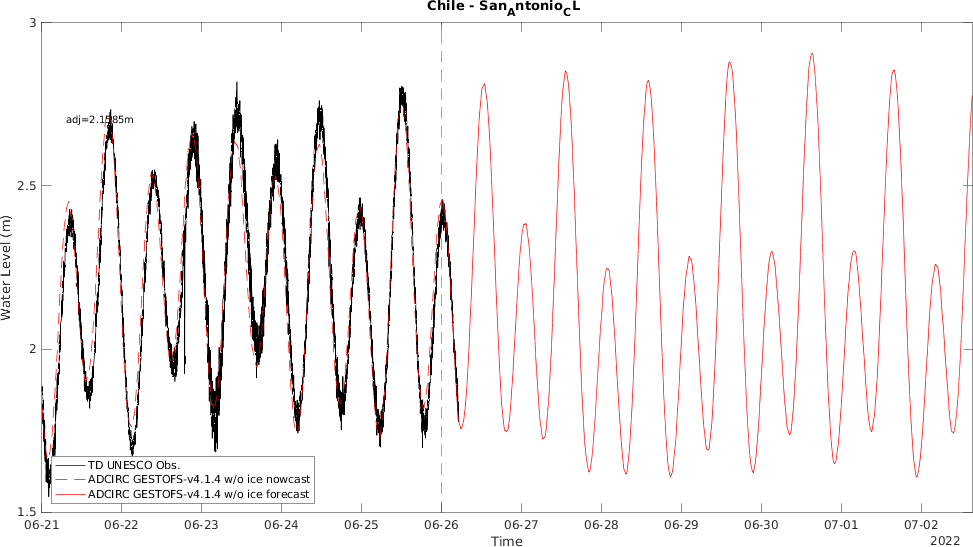 Chile - SanAntonioCL
3
adj=2.1585m
2.5
Water Level (m)
2
TD UNESCO Obs.
ADCIRC GESTOFS-v4.1.4 w/o ice nowcast
ADCIRC GESTOFS-v4.1.4 w/o ice forecast
1.5
06-21 06-22 06-23 06-24 06-25 06-26 06-27 06-28 06-29 06-30 07-01 07-02
Time
2022